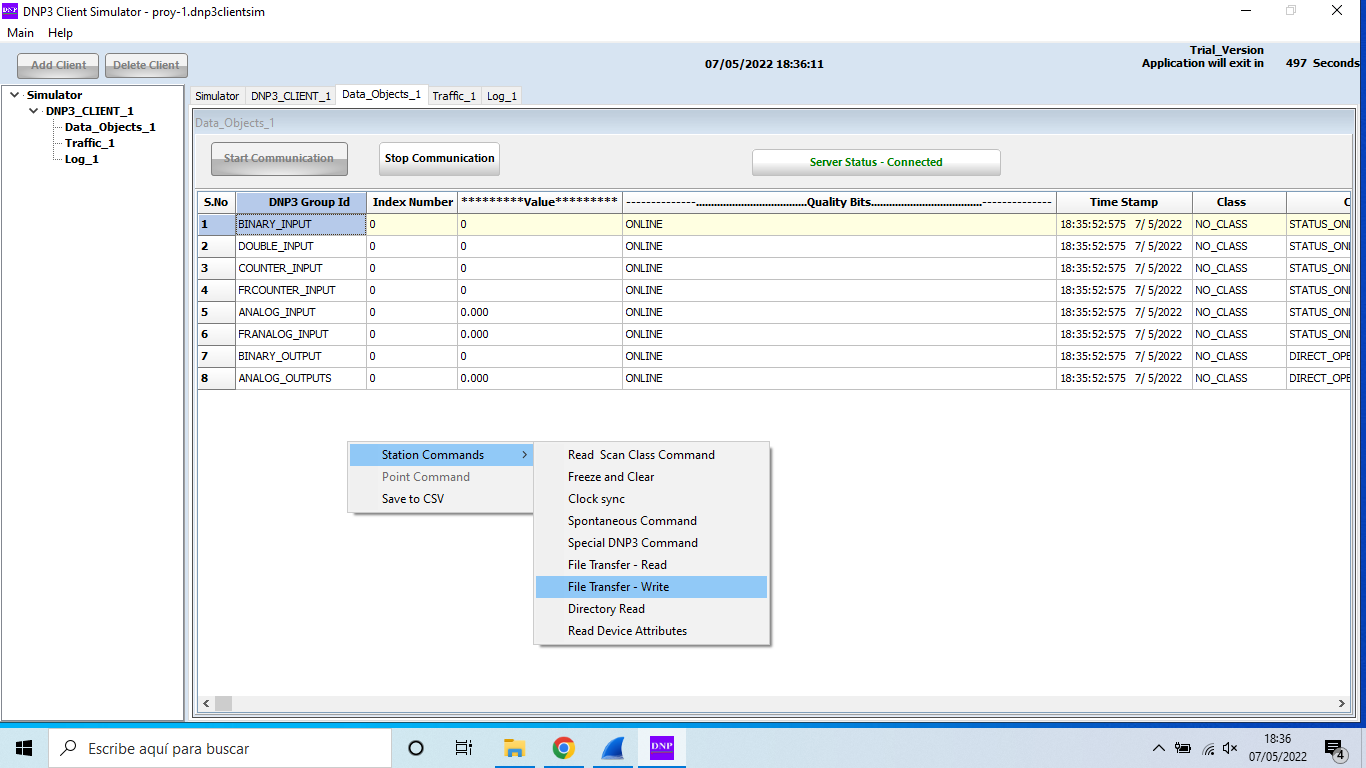 DNP3 Client Simulator - proy-1.dnp3clientsim
Main Help
Add Client Delete Client
07/05/2022 18:36:11
Trial_Version
Application will exit in 497 Seconds
Simulator
DNP3_CLIENT_1
Data_Objects_1
Traffic_1
Log_1
Simulator DNP3_CLIENT_1 Data_Objects_1 Traffic_1 Log_1
Data_Objects_1
Start Communication Stop Communication Server Status - Connected
S.No DNP3 Group Id Index Number *********Value********* --------------.....................................Quality Bits.....................................-------------- Time Stamp Class C
1 BINARY_INPUT 0 0 ONLINE 18:35:52:575 7/ 5/2022 NO_CLASS STATUS_ONL
2 DOUBLE_INPUT 0 0 ONLINE 18:35:52:575 7/ 5/2022 NO_CLASS STATUS_ONL
3 COUNTER_INPUT 0 0 ONLINE 18:35:52:575 7/ 5/2022 NO_CLASS STATUS_ONL
4 FRCOUNTER_INPUT 0 0 ONLINE 18:35:52:575 7/ 5/2022 NO_CLASS STATUS_ONL
5 ANALOG_INPUT 0 0.000 ONLINE 18:35:52:575 7/ 5/2022 NO_CLASS STATUS_ONL
6 FRANALOG_INPUT 0 0.000 ONLINE 18:35:52:575 7/ 5/2022 NO_CLASS STATUS_ONL
7 BINARY_OUTPUT 0 0 ONLINE 18:35:52:575 7/ 5/2022 NO_CLASS DIRECT_OPE
8 ANALOG_OUTPUTS 0 0.000 ONLINE 18:35:52:575 7/ 5/2022 NO_CLASS DIRECT_OPE
Station Commands
Point Command
Save to CSV
Read Scan Class Command
Freeze and Clear
Clock sync
Spontaneous Command
Special DNP3 Command
File Transfer - Read
File Transfer - Write
Directory Read
Read Device Attributes
Escribe aquí para buscar
DNP
18:36
07/05/2022
4